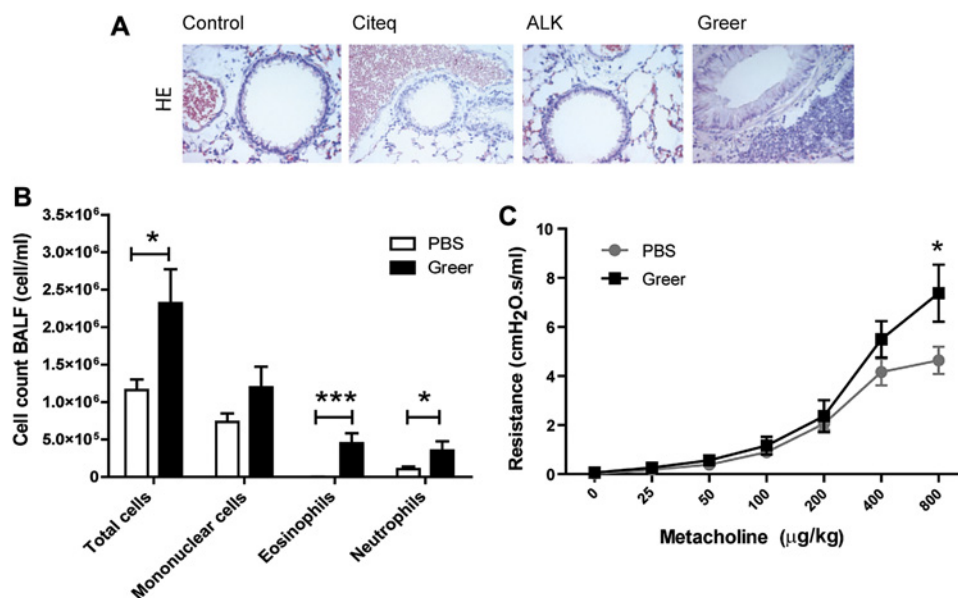 A
Control
Citeq
ALK
Greer
HE
B
Cell count BALF (cell/ml)
3.5×10⁶
3.0×10⁶
2.5×10⁶
2.0×10⁶
1.5×10⁶
1.0×10⁶
5.0×10⁵
0
*
***
*
PBS
Greer
Total cells
Mononuclear cells
Eosinophils
Neutrophils
C
Resistance (cmH₂O.s/ml)
10
8
6
4
2
0
PBS
Greer
*
0
25
50
100
200
400
800
Metacholine (μg/kg)